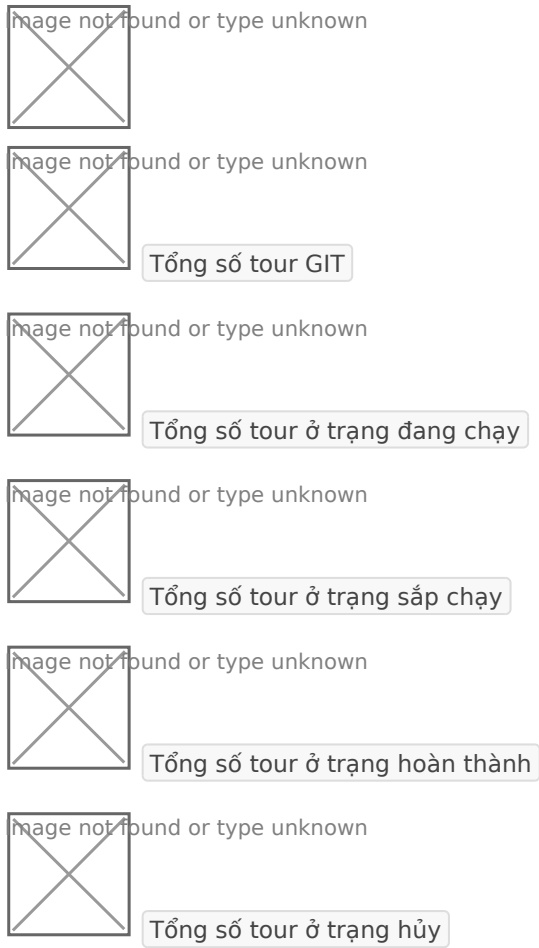 Image not found or type unknown
Image not found or type unknown
Tổng số tour GIT
Image not found or type unknown
Tổng số tour ở trạng đang chạy
Image not found or type unknown
Tổng số tour ở trạng sắp chạy
Image not found or type unknown
Tổng số tour ở trạng hoàn thành
Image not found or type unknown
Tổng số tour ở trạng hủy